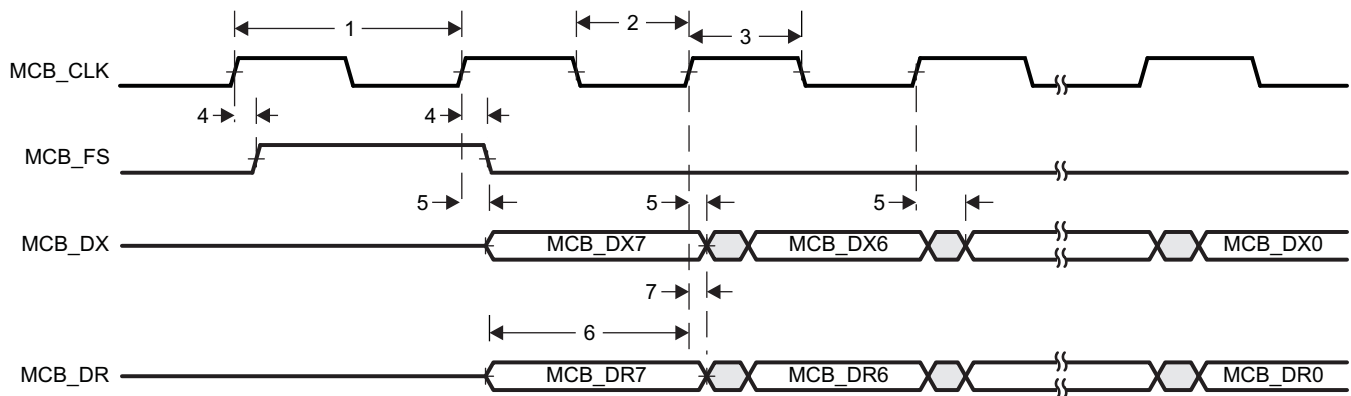 1
2
3
MCB_CLK
4
4
MCB_FS
5
5
5
MCB_DX
MCB_DX7
MCB_DX6
MCB_DX0
7
6
MCB_DR
MCB_DR7
MCB_DR6
MCB_DR0